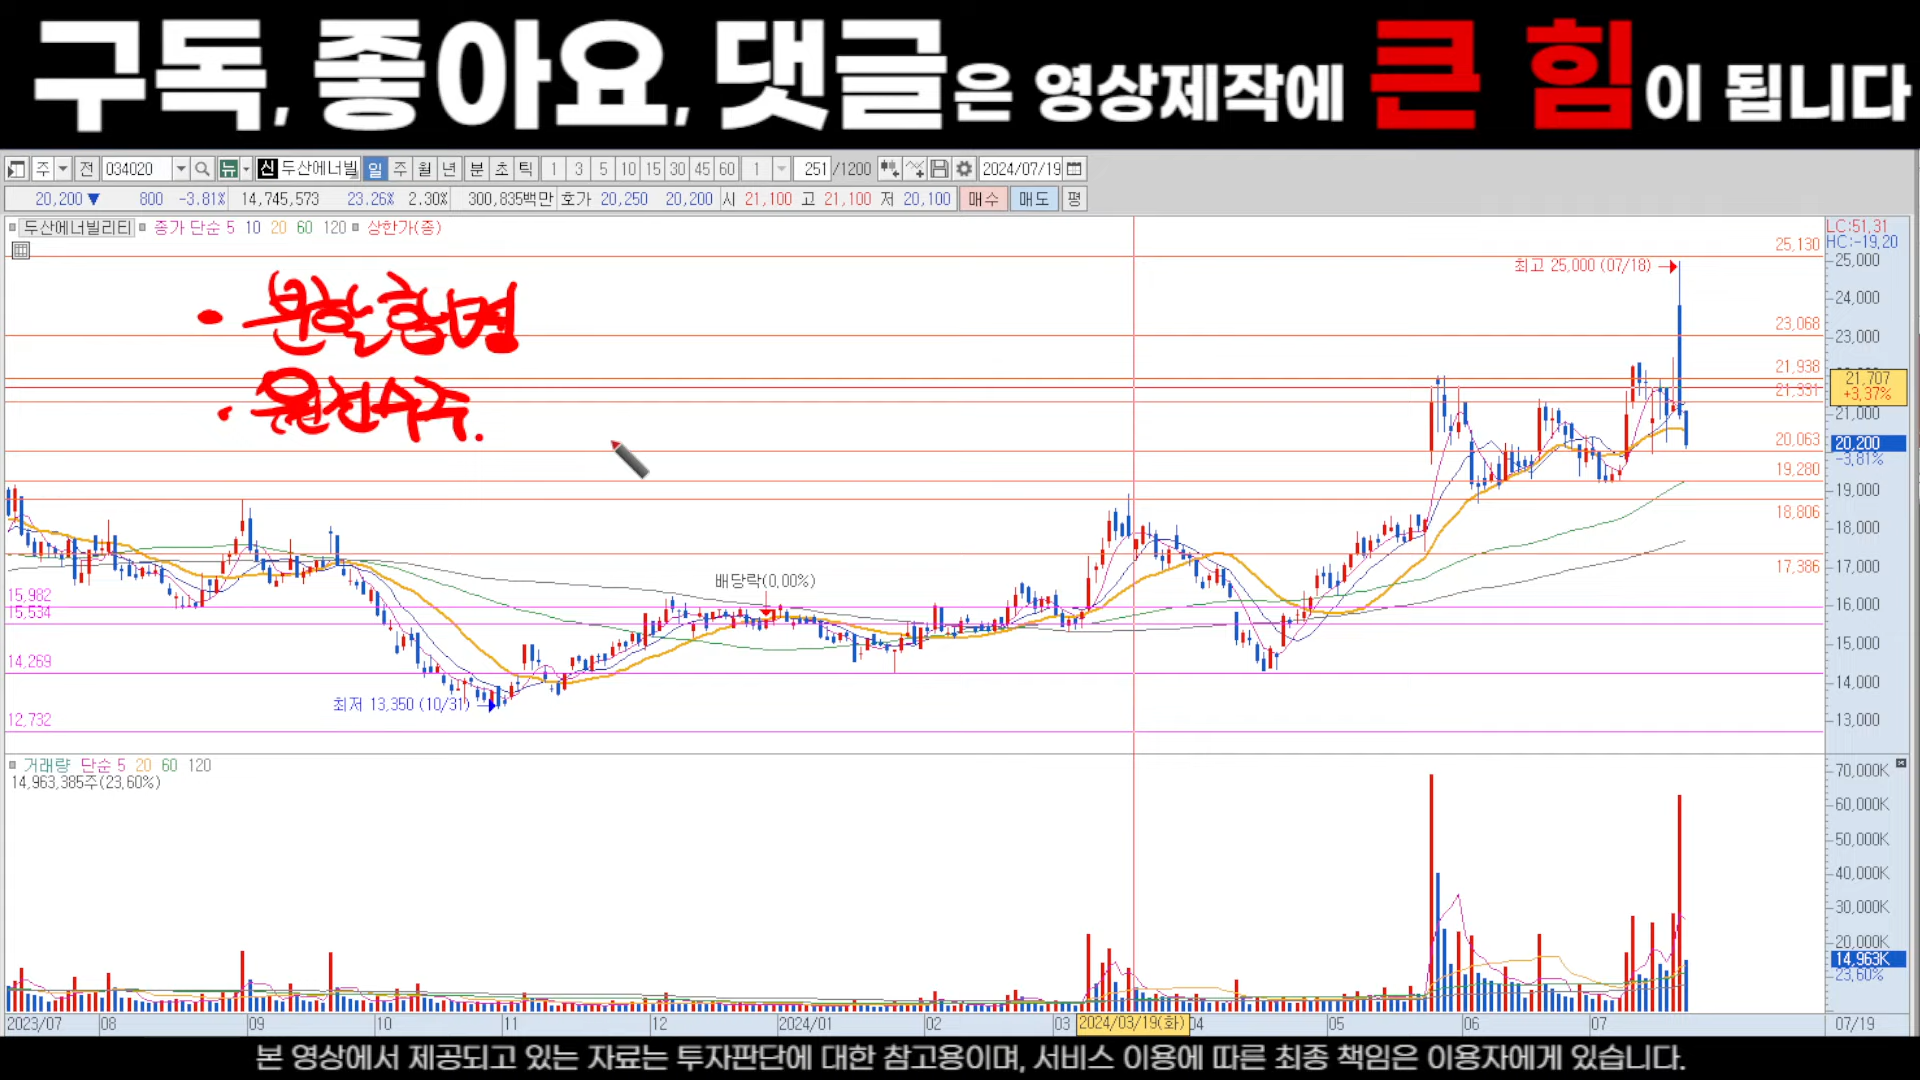 구독, 좋아요, 댓글은 영상제작에 큰 힘이 됩니다
주 전 034020 뉴 신 두산에너빌 일 주 월 년 분 초 틱 1 3 5 10 15 30 45 60 1 251 /1200 2024/07/19
20,200 ▼ 800 -3.81% 14,745,573 23.26% 2.30% 300,835백만 호가 20,250 20,200 시 21,100 고 21,100 저 20,100 매수 매도 평
두산에너빌리티 종가 단순 5 10 20 60 120 상한가(종)
LC:51.31
HC:-19.20
25,130
25,000
최고 25,000 (07/18)
· 분할합병
24,000
23,068
23,000
21,938
21,707
+3.37%
21,331
· 원전수주.
21,000
20,063
20,200
-3.81%
19,280
19,000
18,806
18,000
17,386
17,000
배당락(0.00%)
15,982
16,000
15,534
15,000
14,269
14,000
최저 13,350 (10/31)
12,732
13,000
거래량 단순 5 20 60 120
14,963,385주(23.60%)
70,000K
60,000K
50,000K
40,000K
30,000K
20,000K
14,963K
23.60%
2023/07 08 09 10 11 12 2024/01 02 03 2024/03/19(화) 04 05 06 07 07/19
본 영상에서 제공되고 있는 자료는 투자판단에 대한 참고용이며, 서비스 이용에 따른 최종 책임은 이용자에게 있습니다.